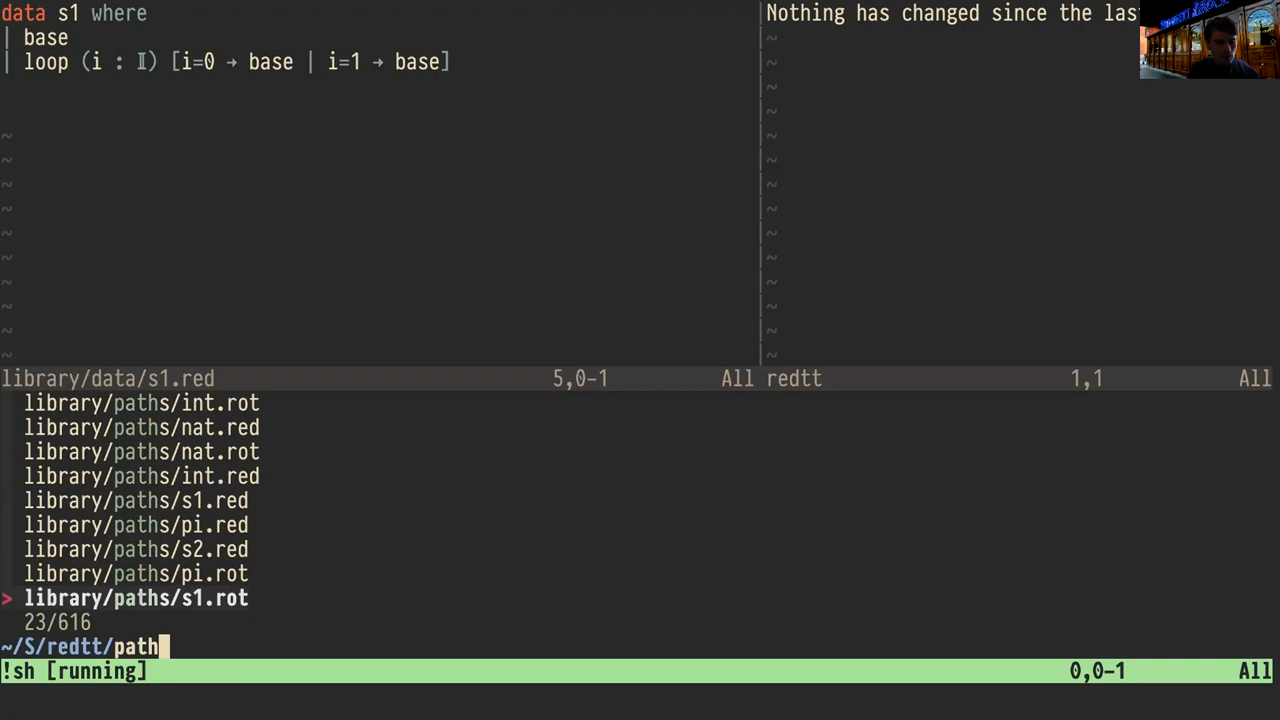 data s1 where
| base
| loop (i : 𝕀) [i=0 → base | i=1 → base]
~
~
~
~
~
~
~
~
~
~
library/data/s1.red 5,0-1 All
Nothing has changed since the las
~
~
~
~
~
~
~
~
~
~
~
~
~
~
redtt 1,1 All
library/paths/int.rot
library/paths/nat.red
library/paths/nat.rot
library/paths/int.red
library/paths/s1.red
library/paths/pi.red
library/paths/s2.red
library/paths/pi.rot
> library/paths/s1.rot
23/616
~/S/redtt/path
!sh [running] 0,0-1 All